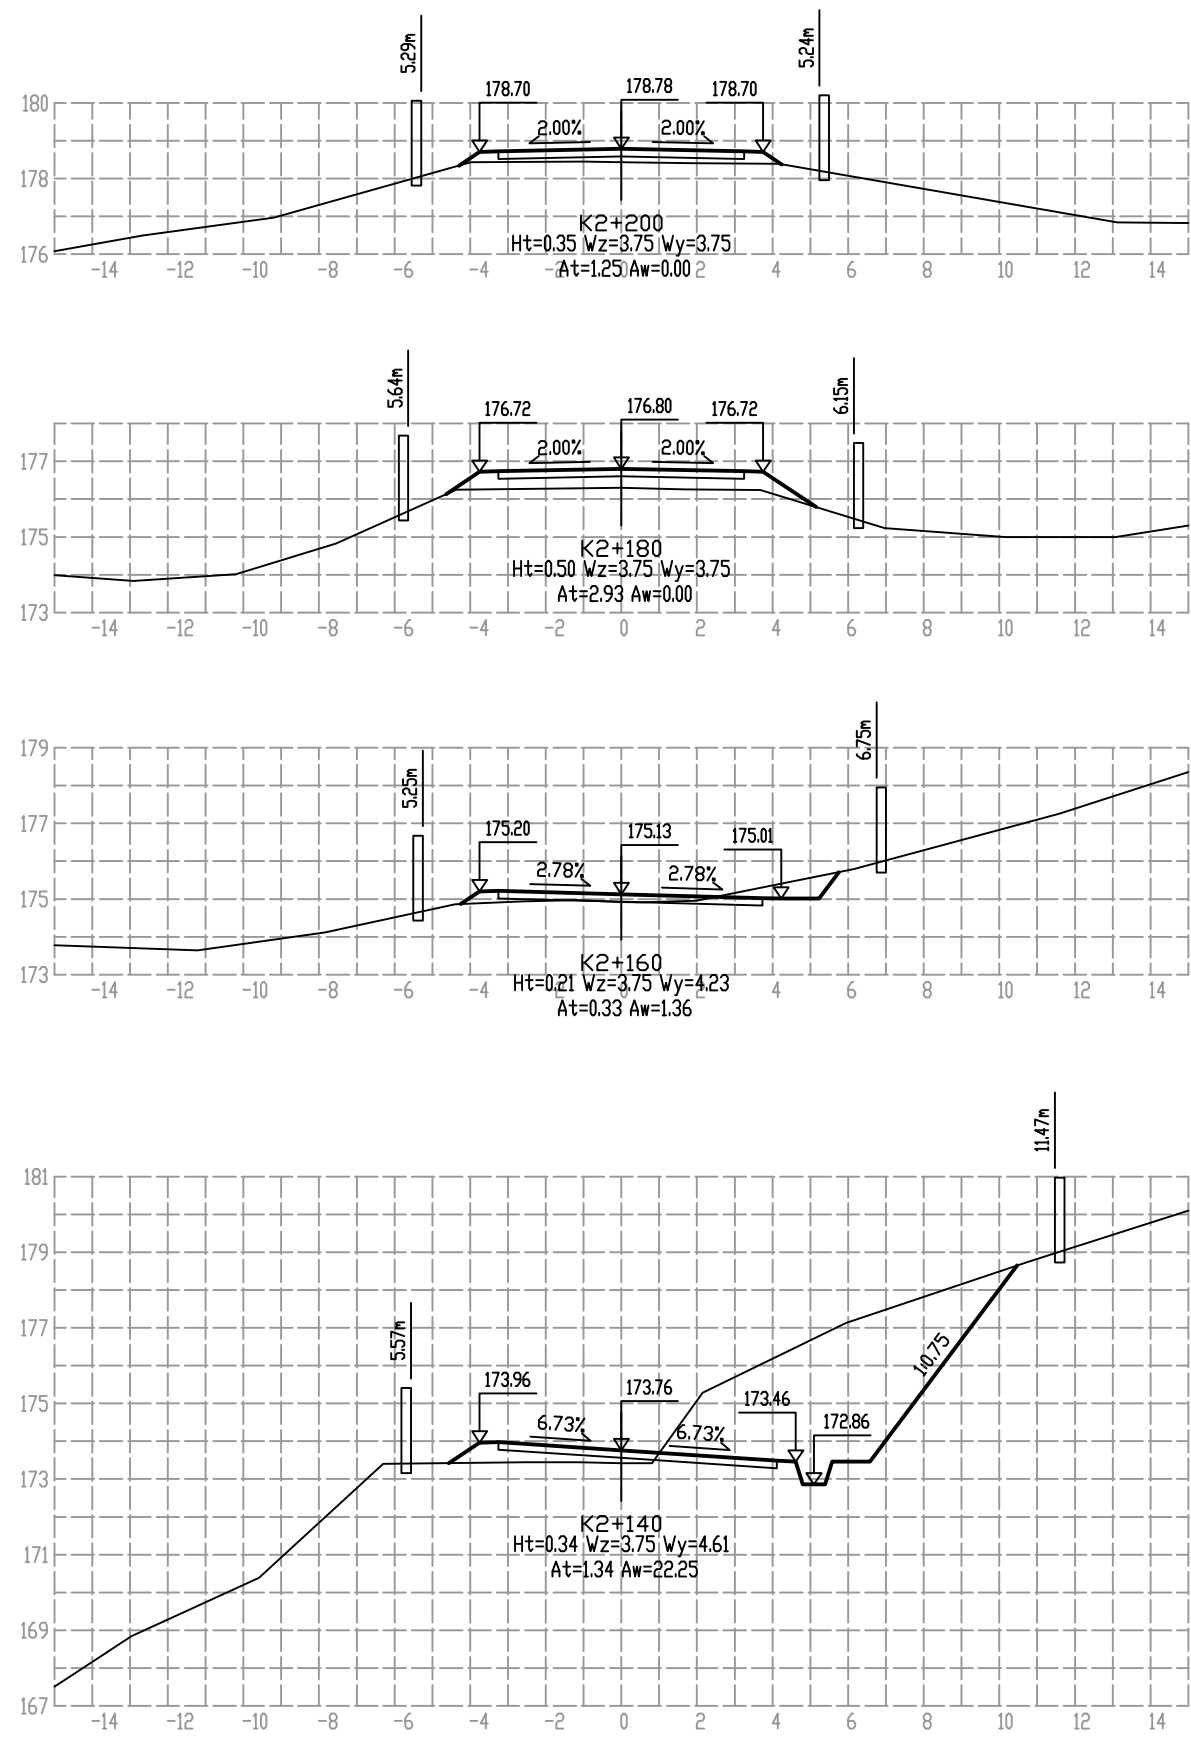 5.29m
5.24m
180
178.70
178.78
178.70
2.00%
2.00%
178
K2+200
Ht=0.35 Wz=3.75 Wy=3.75
176
At=1.25 Aw=0.00
-14 -12 -10 -8 -6 -4 -2 0 2 4 6 8 10 12 14
5.64m
6.15m
176.72
176.80
176.72
2.00%
2.00%
177
175
K2+180
Ht=0.50 Wz=3.75 Wy=3.75
At=2.93 Aw=0.00
173
-14 -12 -10 -8 -6 -4 -2 0 2 4 6 8 10 12 14
6.75m
179
5.25m
177
175.20
175.13
175.01
2.78%
2.78%
175
K2+160
173
Ht=0.21 Wz=3.75 Wy=4.23
-14 -12 -10 -8 -6 -4 -2 0 2 4 6 8 10 12 14
At=0.33 Aw=1.36
11.47m
181
179
177
5.57m
1:0.75
173.96
173.76
173.46
172.86
175
6.73%
6.73%
173
K2+140
Ht=0.34 Wz=3.75 Wy=4.61
171
At=1.34 Aw=22.25
169
167
-14 -12 -10 -8 -6 -4 -2 0 2 4 6 8 10 12 14